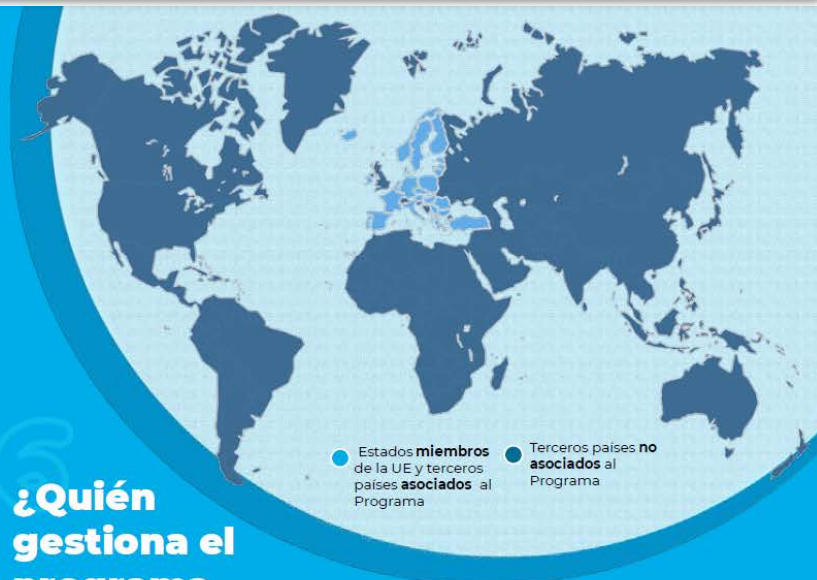 Estados miembros
de la UE y terceros
países asociados al
Programa
Terceros países no
asociados al
Programa
¿Quién
gestiona el
programa